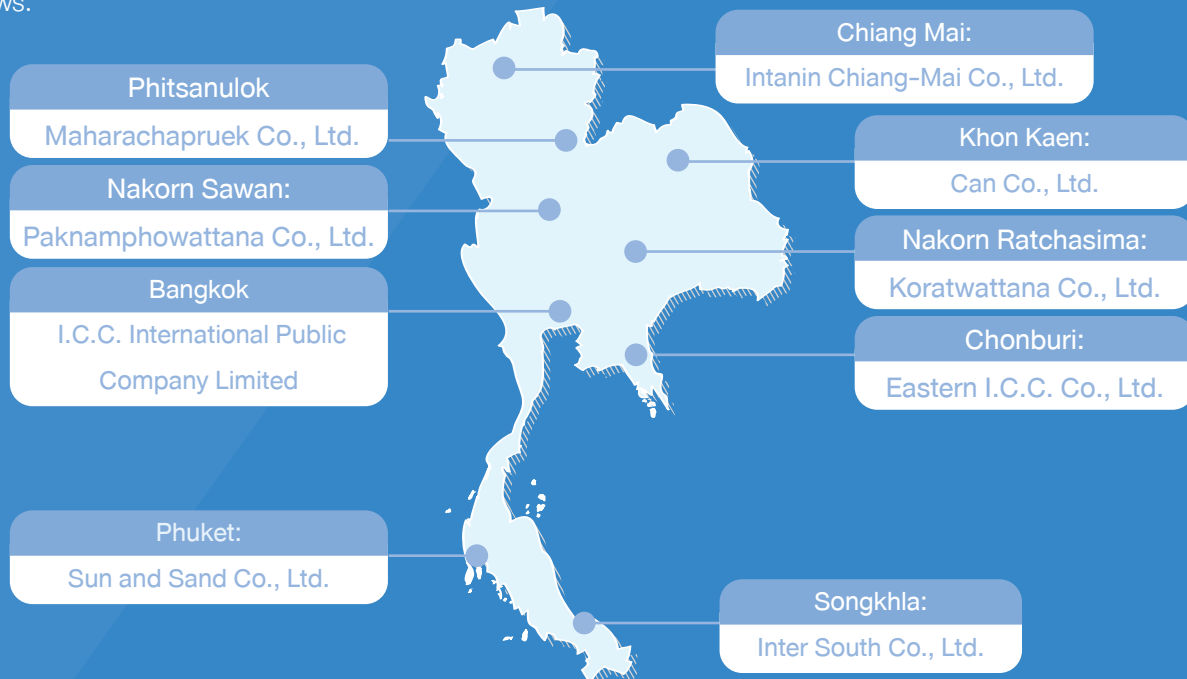 ws.
Chiang Mai:
Intanin Chiang-Mai Co., Ltd.
Phitsanulok
Maharachapruek Co., Ltd.
Khon Kaen:
Can Co., Ltd.
Nakorn Sawan:
Paknamphowattana Co., Ltd.
Nakorn Ratchasima:
Koratwattana Co., Ltd.
Bangkok
I.C.C. International Public
Company Limited
Chonburi:
Eastern I.C.C. Co., Ltd.
Phuket:
Sun and Sand Co., Ltd.
Songkhla:
Inter South Co., Ltd.